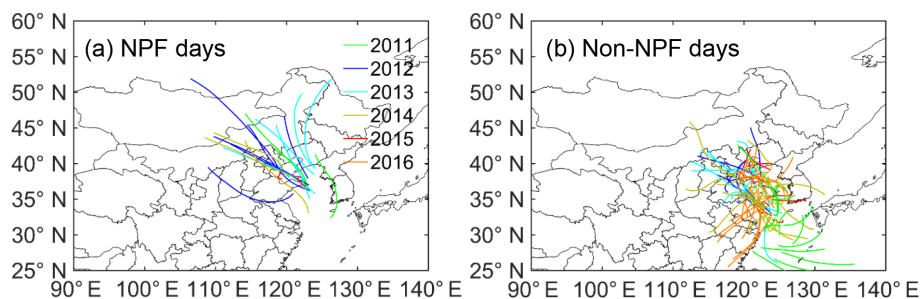 60° N
55° N
50° N
45° N
40° N
35° N
30° N
25° N
90° E 100° E 110° E 120° E 130° E 140° E
(a) NPF days
2011
2012
2013
2014
2015
2016
60° N
55° N
50° N
45° N
40° N
35° N
30° N
25° N
90° E 100° E 110° E 120° E 130° E 140° E
(b) Non-NPF days